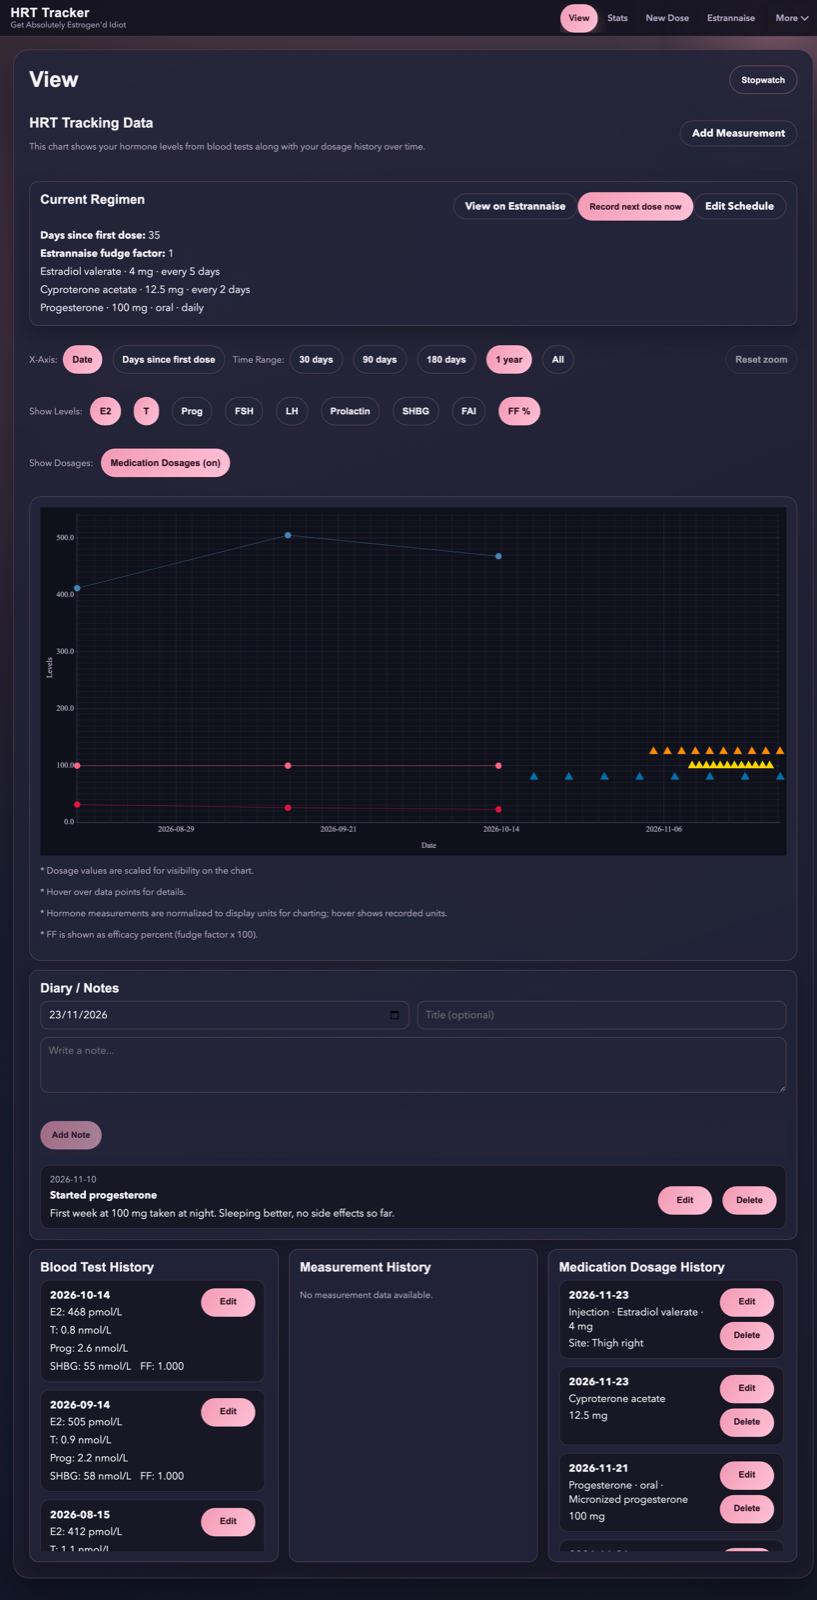 HRT Tracker
Get Absolutely Estrogen'd Idiot
View
Stats
New Dose
Estrannaise
More
View
Stopwatch
HRT Tracking Data
Add Measurement
This chart shows your hormone levels from blood tests along with your dosage history over time.
Current Regimen
View on Estrannaise
Record next dose now
Edit Schedule
Days since first dose: 35
Estrannaise fudge factor: 1
Estradiol valerate · 4 mg · every 5 days
Cyproterone acetate · 12.5 mg · every 2 days
Progesterone · 100 mg · oral · daily
X-Axis:
Date
Days since first dose
Time Range:
30 days
90 days
180 days
1 year
All
Reset zoom
Show Levels:
E2
T
Prog
FSH
LH
Prolactin
SHBG
FAI
FF %
Show Dosages:
Medication Dosages (on)
500.0
400.0
300.0
200.0
100.0
0.0
Levels
2026-08-29
2026-09-21
2026-10-14
2026-11-06
Date
* Dosage values are scaled for visibility on the chart.
* Hover over data points for details.
* Hormone measurements are normalized to display units for charting; hover shows recorded units.
* FF is shown as efficacy percent (fudge factor x 100).
Diary / Notes
23/11/2026
Title (optional)
Write a note...
Add Note
2026-11-10
Started progesterone
First week at 100 mg taken at night. Sleeping better, no side effects so far.
Edit
Delete
Blood Test History
2026-10-14
Edit
E2: 468 pmol/L
T: 0.8 nmol/L
Prog: 2.6 nmol/L
SHBG: 55 nmol/L FF: 1.000
2026-09-14
Edit
E2: 505 pmol/L
T: 0.9 nmol/L
Prog: 2.2 nmol/L
SHBG: 58 nmol/L FF: 1.000
2026-08-15
Edit
E2: 412 pmol/L
T: 1.1 nmol/L
Measurement History
No measurement data available.
Medication Dosage History
2026-11-23
Injection · Estradiol valerate ·
4 mg
Site: Thigh right
Edit
Delete
2026-11-23
Cyproterone acetate
12.5 mg
Edit
Delete
2026-11-21
Progesterone · oral ·
Micronized progesterone
100 mg
Edit
Delete